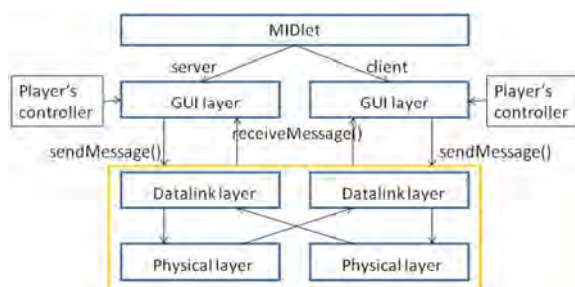 MIDlet
server
client
Player's
controller
GUI layer
GUI layer
Player's
controller
receiveMessage()
sendMessage()
sendMessage()
Datalink layer
Datalink layer
Physical layer
Physical layer